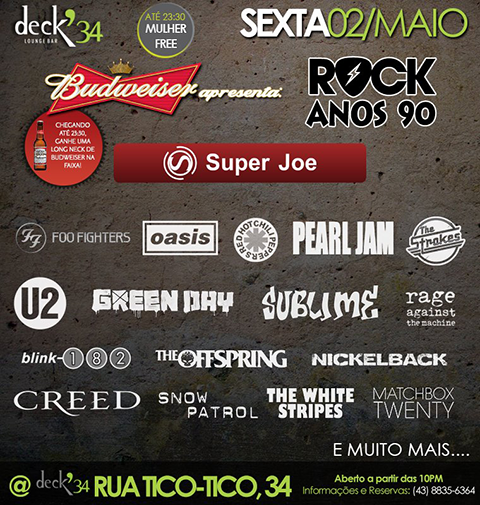 deck'34
LOUNGE BAR
ATÉ 23:30
MULHER
FREE
SEXTA02/MAIO
Budweiser apresenta:
ROCK
ANOS 90
CHEGANDO
ATÉ 23:30,
GANHE UMA
LONG NECK DE
BUDWEISER NA
FAIXA!
Super Joe
FF FOO FIGHTERS
oasis
RED HOT CHILI PEPPERS
PEARL JAM
The Strokes
U2
GREEN DAY
SUBLIME
rage
against
the machine
blink-182
THE OFFSPRING
NICKELBACK
CREED
SNOW
PATROL
THE WHITE
STRIPES
MATCHBOX
TWENTY
E MUITO MAIS....
@ deck'34 RUA TICO-TICO, 34
Aberto a partir das 10PM
Informações e Reservas: (43) 8835-6364